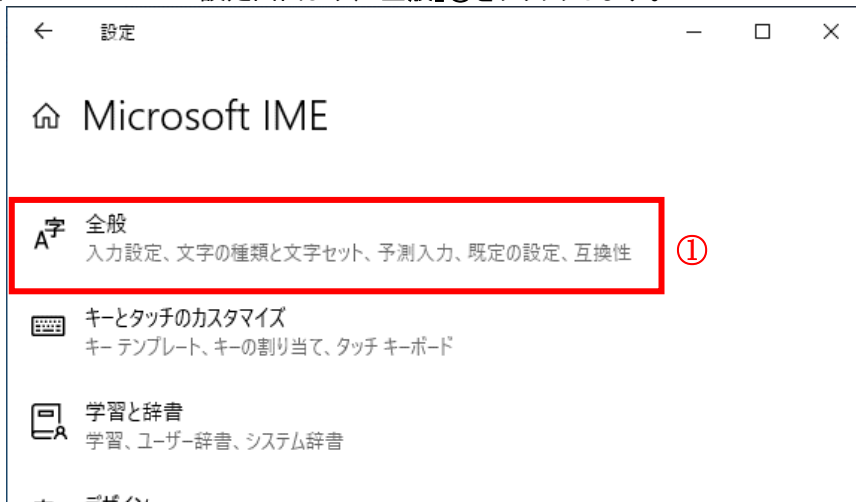 設定
Microsoft IME
全般
入力設定、文字の種類と文字セット、予測入力、既定の設定、互換性
①
キーとタッチのカスタマイズ
キー テンプレート、キーの割り当て、タッチ キーボード
学習と辞書
学習、ユーザー辞書、システム辞書